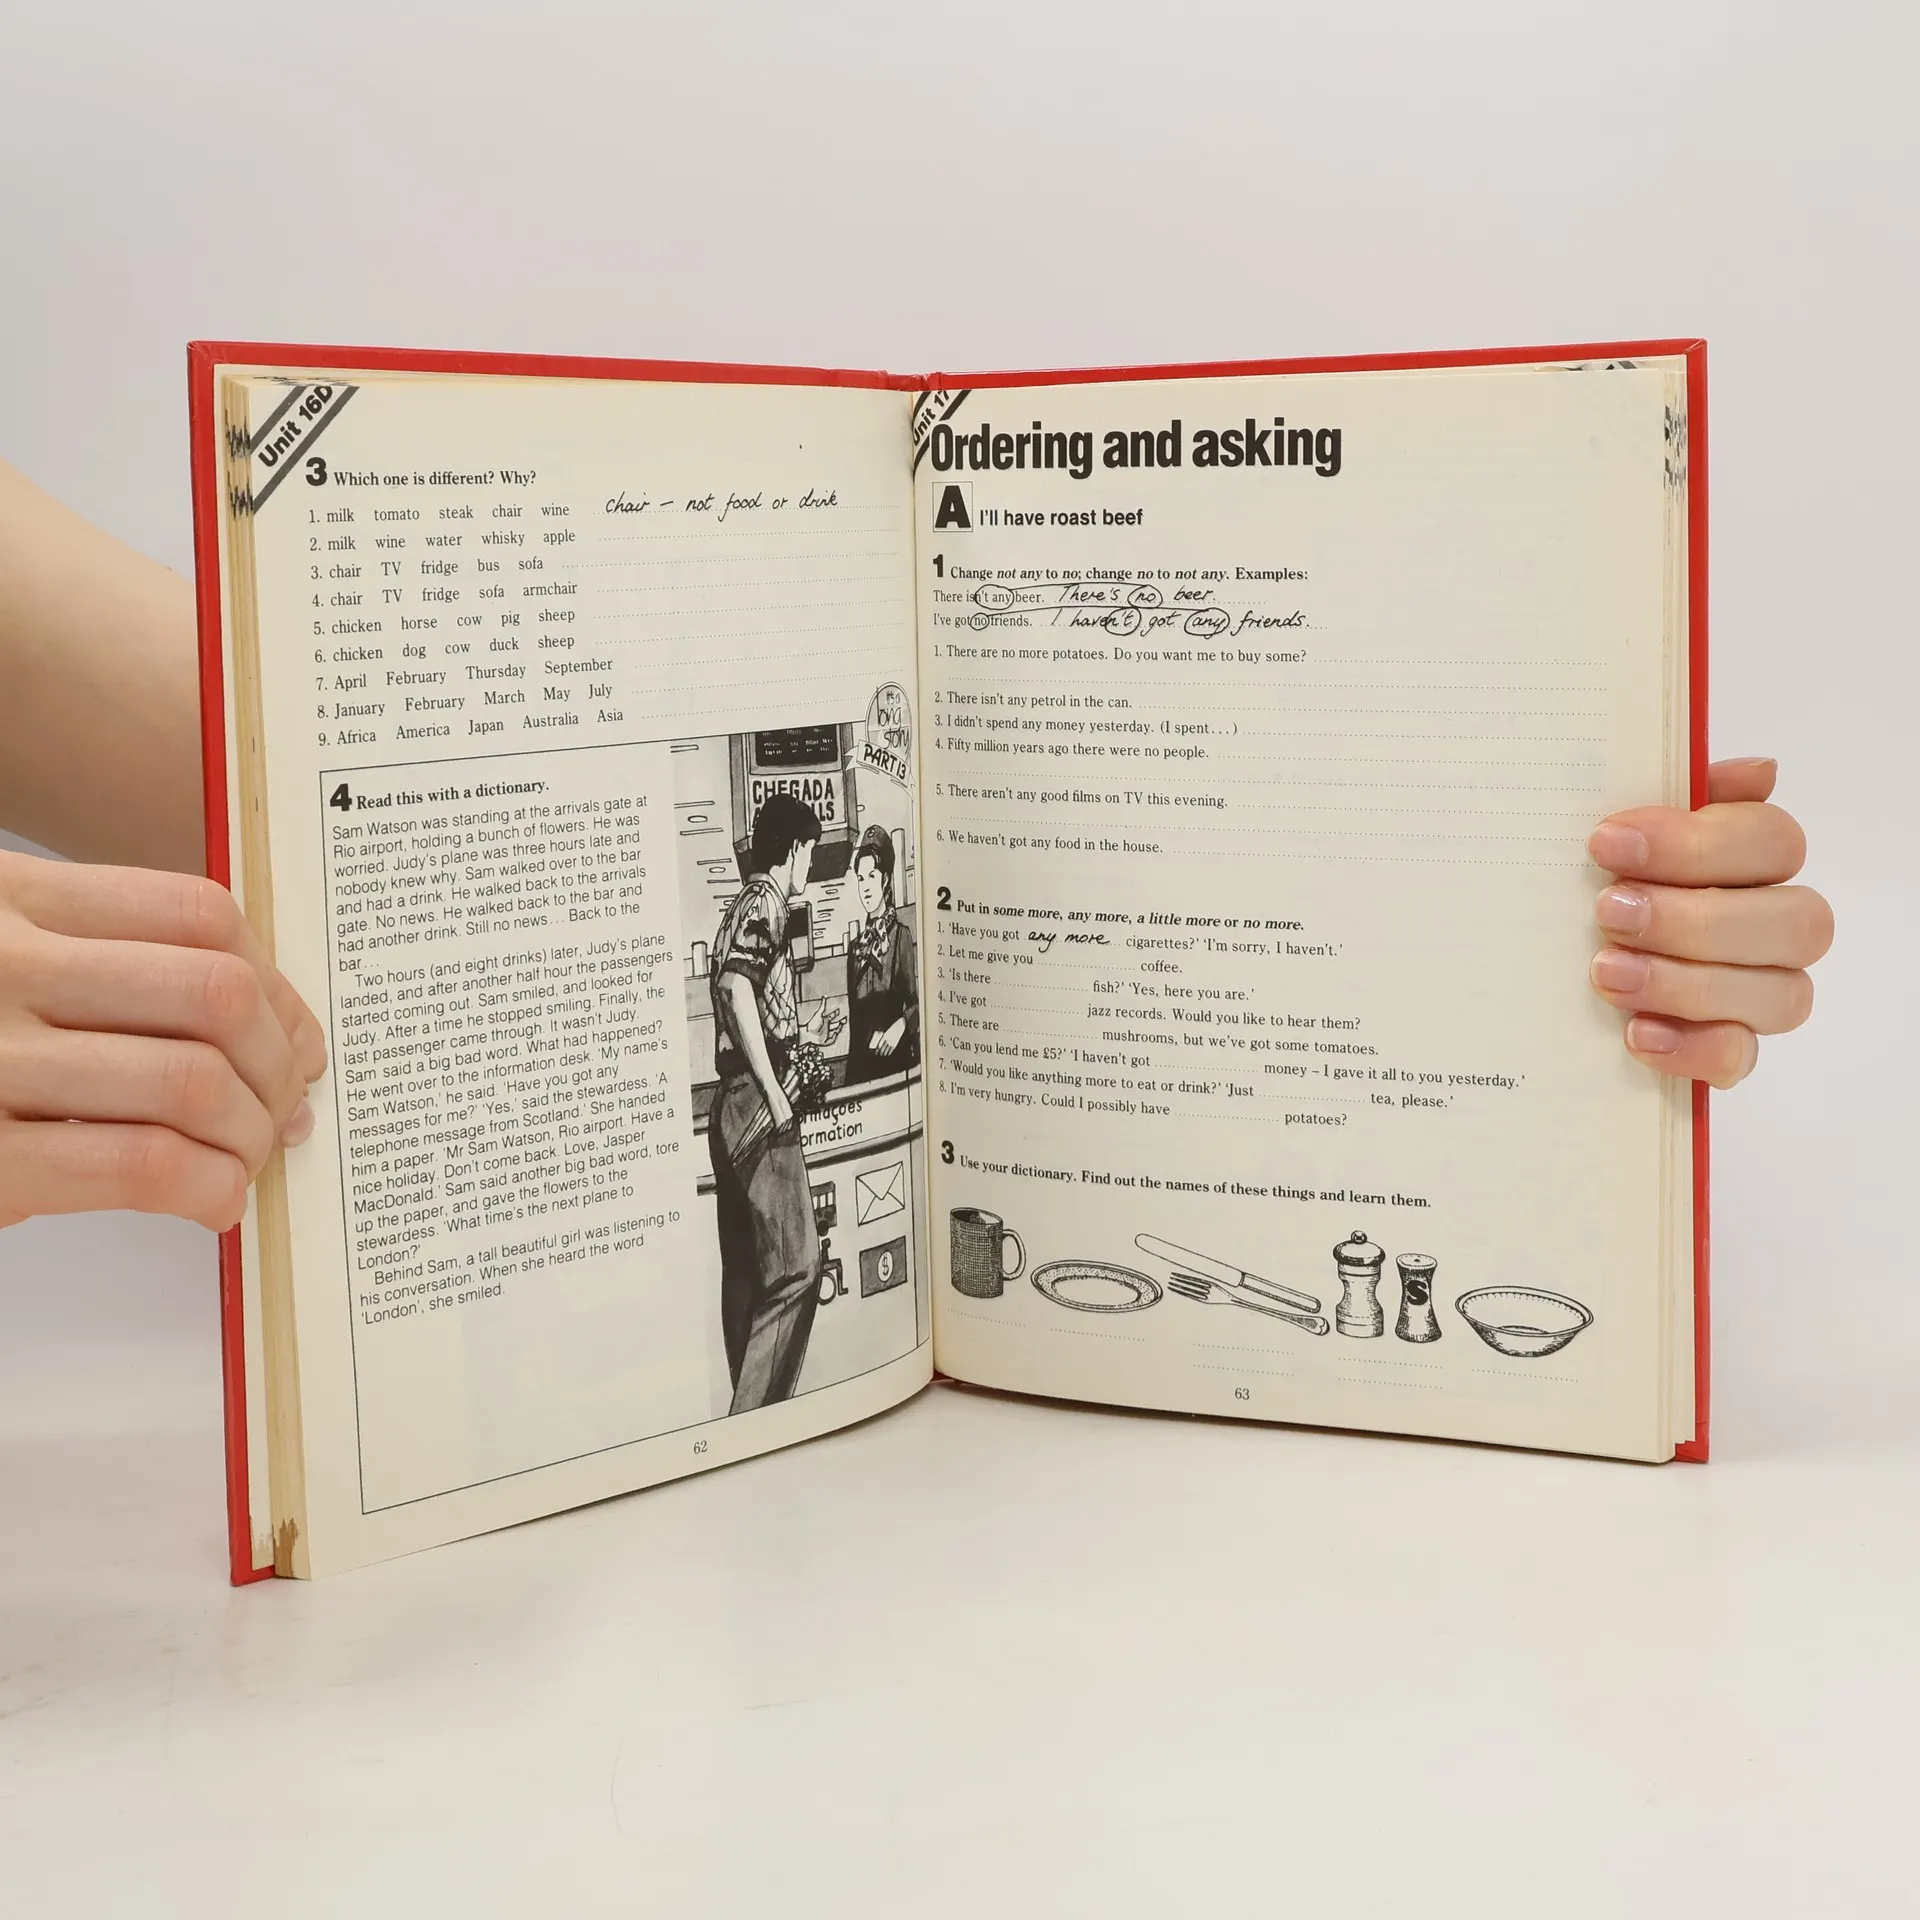 Unit 16D
3 Which one is different? Why?
1. milk tomato steak chair wine chair – not food or drink
2. milk wine water whisky apple
3. chair TV fridge bus sofa
4. chair TV fridge sofa armchair
5. chicken horse cow pig sheep
6. chicken dog cow duck sheep
7. April February Thursday September
8. January February March May July
9. Africa America Japan Australia Asia
4 Read this with a dictionary.
Sam Watson was standing at the arrivals gate at
Rio airport, holding a bunch of flowers. He was
worried. Judy's plane was three hours late and
nobody knew why. Sam walked over to the bar
and had a drink. He walked back to the arrivals
gate. No news. He walked back to the bar and
had another drink. Still no news... Back to the
bar...
Two hours (and eight drinks) later, Judy's plane
landed, and after another half hour the passengers
started coming out. Sam smiled, and looked for
Judy. After a time he stopped smiling. Finally, the
last passenger came through. It wasn't Judy.
Sam said a big bad word. What had happened?
He went over to the information desk. 'My name's
Sam Watson,' he said. 'Have you got any
messages for me?' 'Yes,' said the stewardess. 'A
telephone message from Scotland.' She handed
him a paper. 'Mr Sam Watson, Rio airport. Have a
nice holiday. Don't come back. Love, Jasper
MacDonald.' Sam said another big bad word, tore
up the paper, and gave the flowers to the
stewardess. 'What time's the next plane to
London?'
Behind Sam, a tall beautiful girl was listening to
his conversation. When she heard the word
'London', she smiled.
it's a
long
story
PART 13
CHEGADA
LS
rmações
ormation
$
62
Unit 17
Ordering and asking
A I'll have roast beef
1 Change not any to no; change no to not any. Examples:
There isn't any beer. There's no beer.
I've got no friends. I haven't got any friends.
1. There are no more potatoes. Do you want me to buy some?
2. There isn't any petrol in the can.
3. I didn't spend any money yesterday. (I spent...)
4. Fifty million years ago there were no people.
5. There aren't any good films on TV this evening.
6. We haven't got any food in the house.
2 Put in some more, any more, a little more or no more.
1. 'Have you got any more cigarettes?' 'I'm sorry, I haven't.'
2. Let me give you coffee.
3. 'Is there fish?' 'Yes, here you are.'
4. I've got jazz records. Would you like to hear them?
5. There are mushrooms, but we've got some tomatoes.
6. 'Can you lend me £5?' 'I haven't got money – I gave it all to you yesterday.'
7. 'Would you like anything more to eat or drink?' 'Just tea, please.'
8. I'm very hungry. Could I possibly have potatoes?
3 Use your dictionary. Find out the names of these things and learn them.
S
63